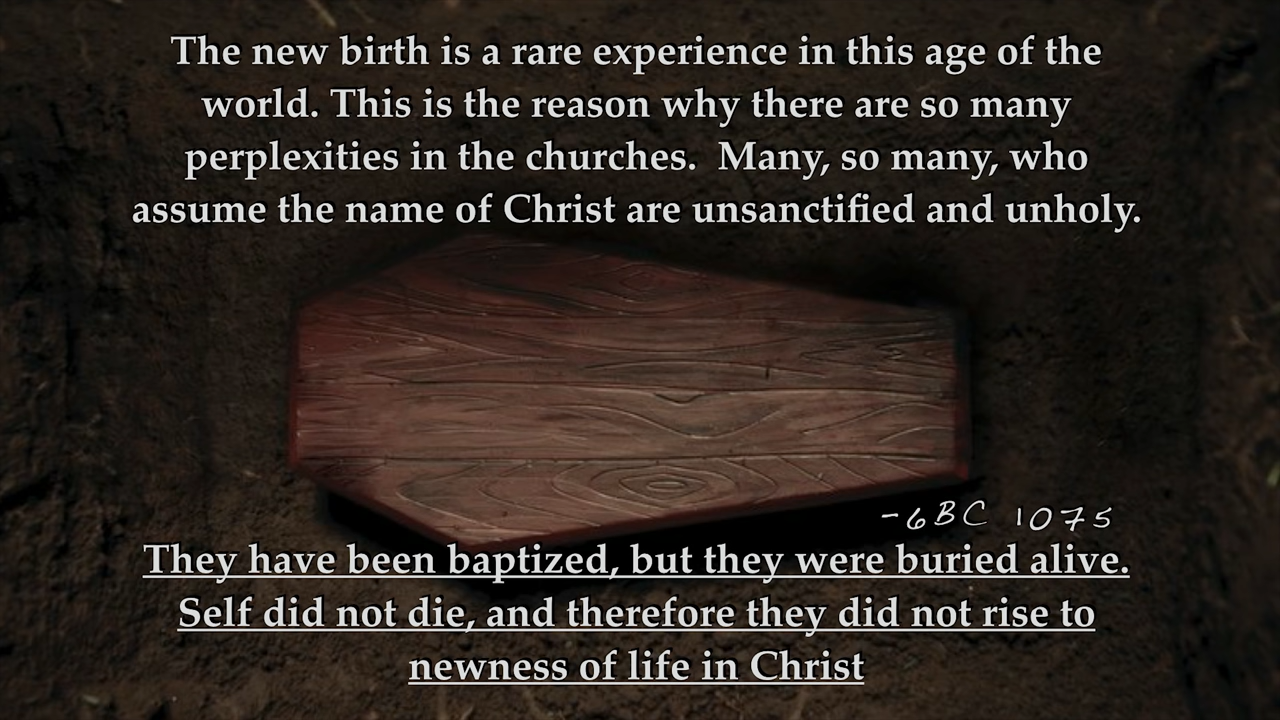 The new birth is a rare experience in this age of the
world. This is the reason why there are so many
perplexities in the churches.  Many, so many, who
assume the name of Christ are unsanctified and unholy.
-6BC 1075
They have been baptized, but they were buried alive.
Self did not die, and therefore they did not rise to
newness of life in Christ